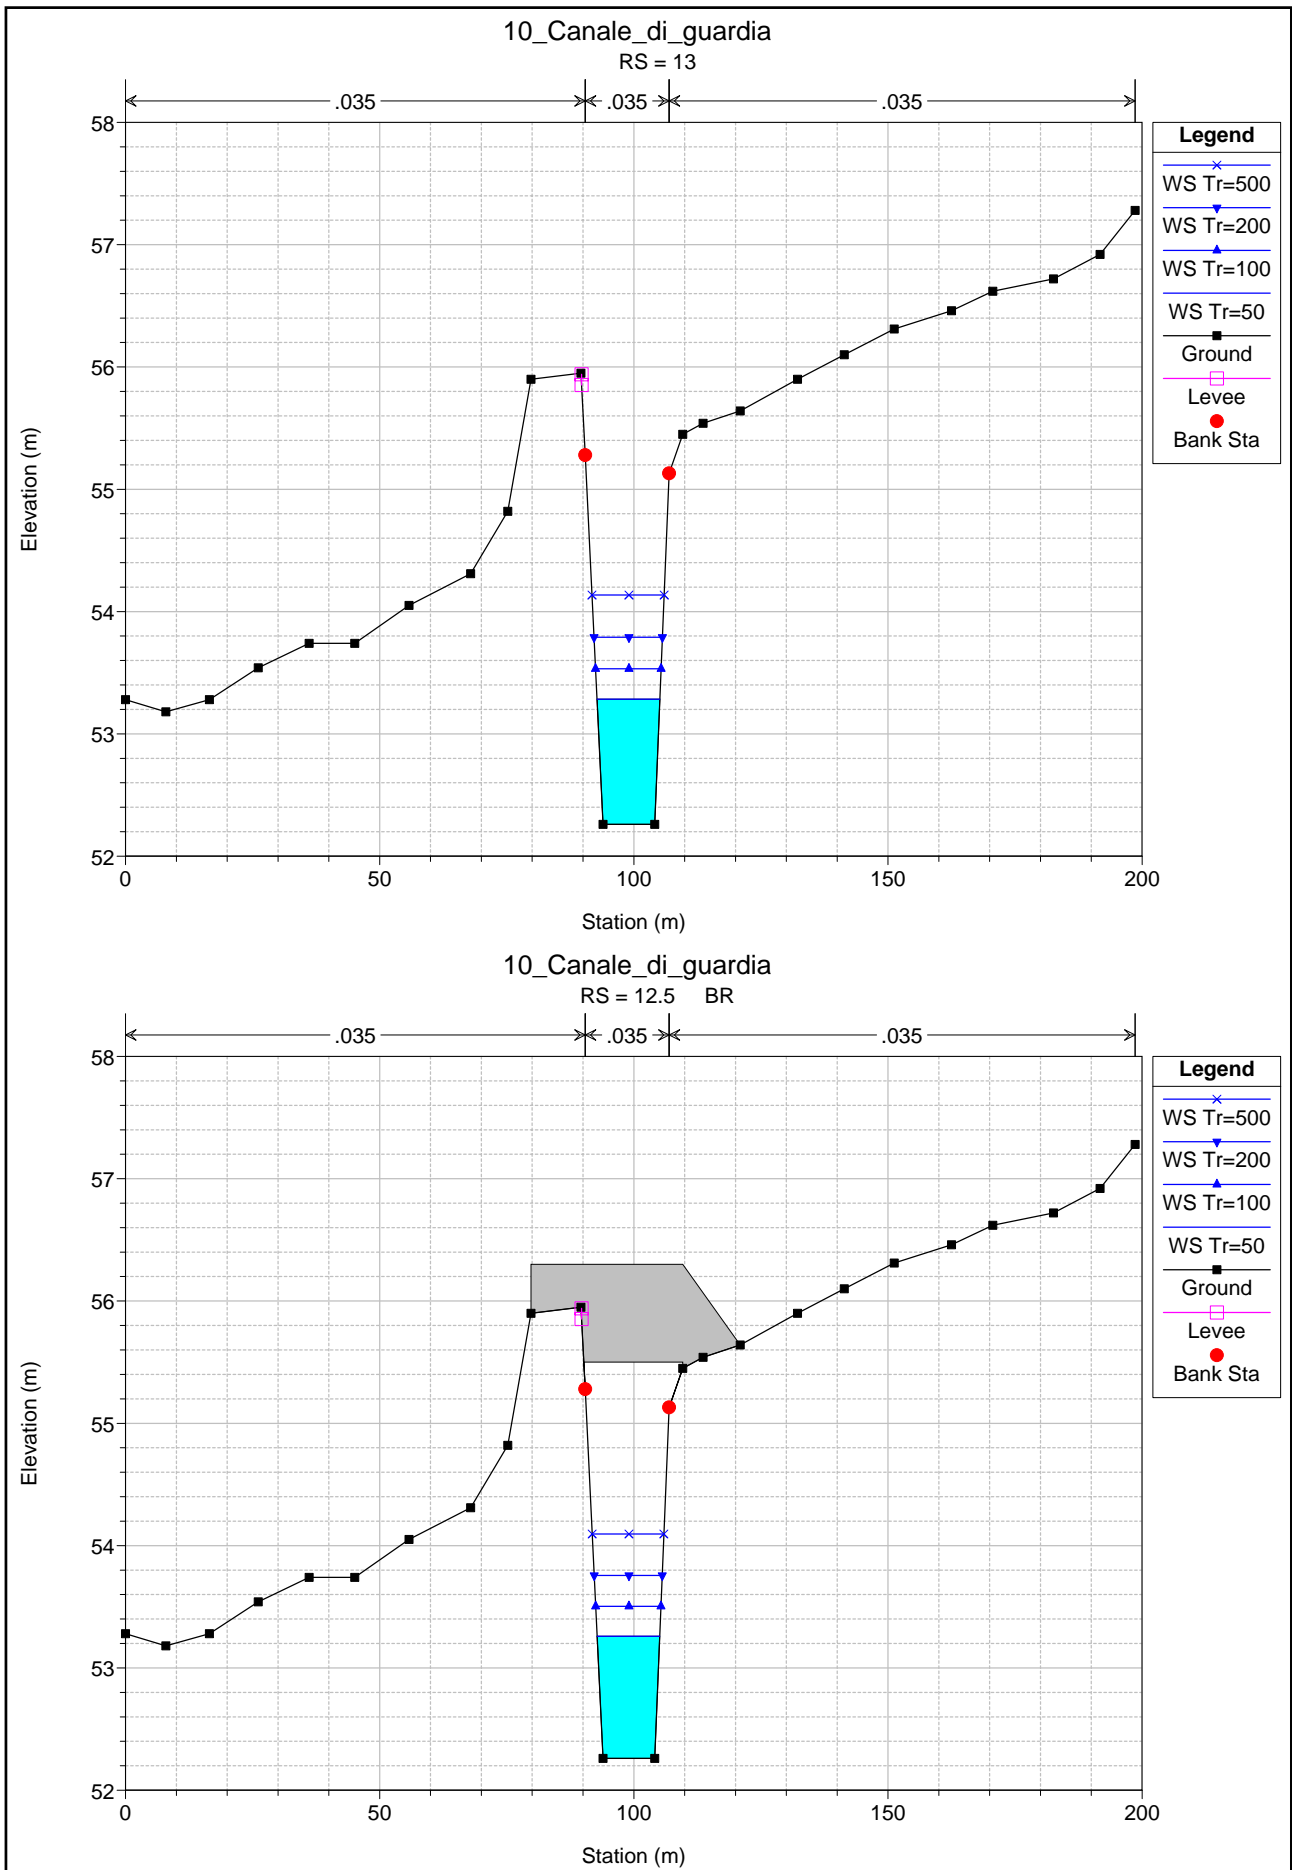 10_Canale_di_guardia
RS = 13
.035 .035 .035
58
57
56
55
54
53
52
Elevation (m)
0 50 100 150 200
Station (m)
Legend
WS Tr=500
WS Tr=200
WS Tr=100
WS Tr=50
Ground
Levee
Bank Sta
10_Canale_di_guardia
RS = 12.5 BR
.035 .035 .035
58
57
56
55
54
53
52
Elevation (m)
0 50 100 150 200
Station (m)
Legend
WS Tr=500
WS Tr=200
WS Tr=100
WS Tr=50
Ground
Levee
Bank Sta